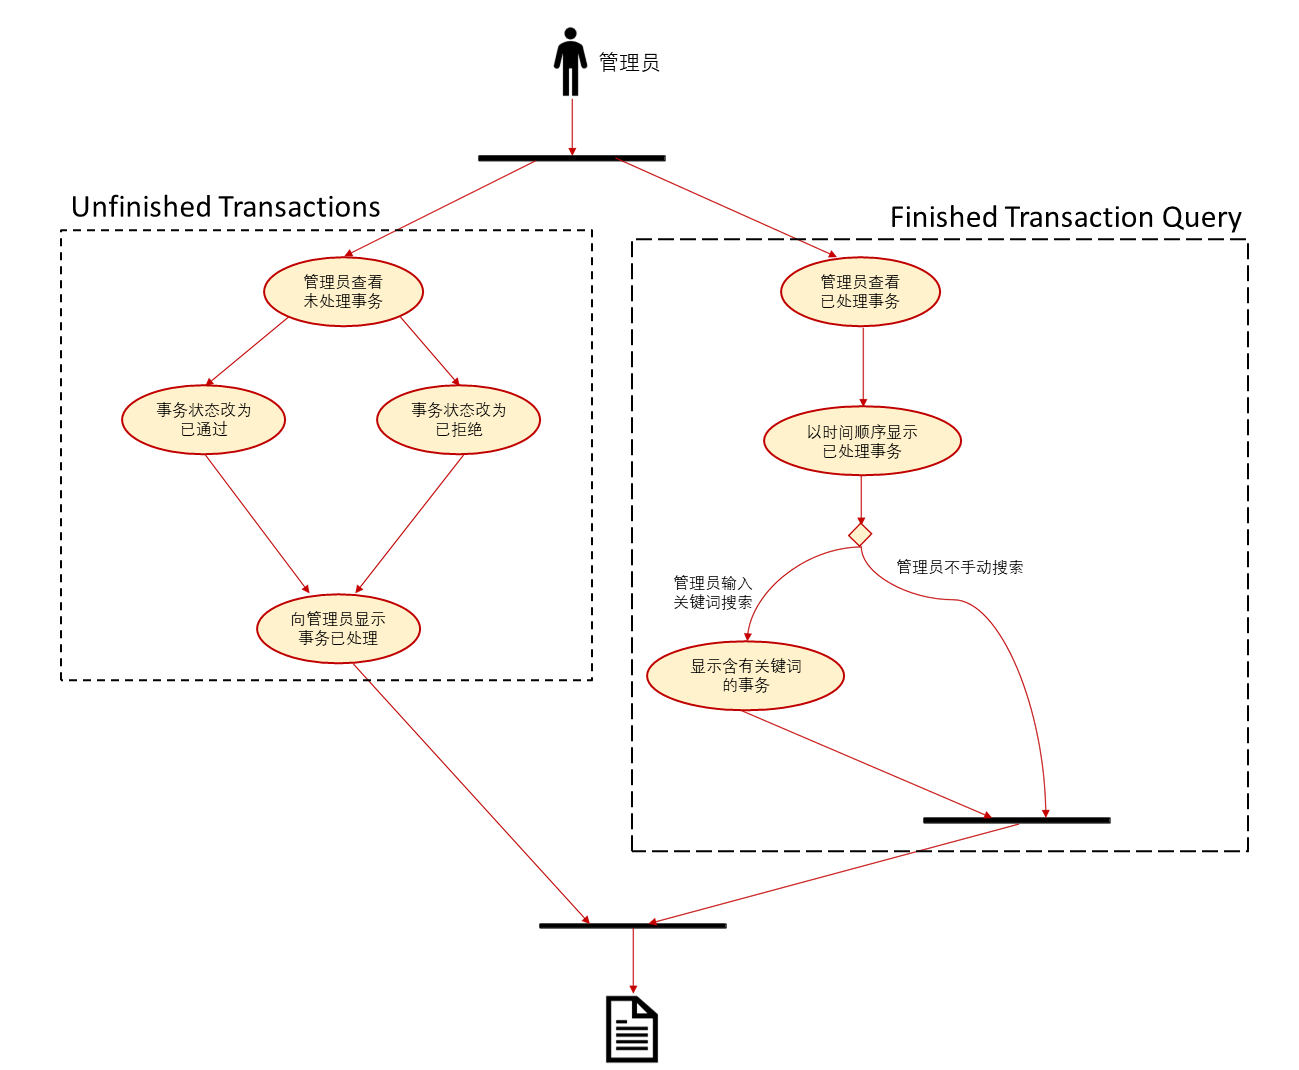 管理员
Unfinished Transactions
Finished Transaction Query
管理员查看
未处理事务
管理员查看
已处理事务
事务状态改为
已通过
事务状态改为
已拒绝
以时间顺序显示
已处理事务
管理员不手动搜索
管理员输入
关键词搜索
向管理员显示
事务已处理
显示含有关键词
的事务